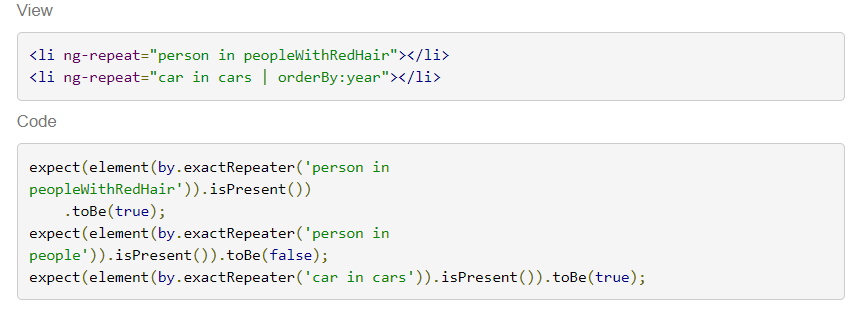 View
<li ng-repeat="person in peopleWithRedHair"></li>
<li ng-repeat="car in cars | orderBy:year"></li>
Code
expect(element(by.exactRepeater('person in
peopleWithRedHair')).isPresent())
    .toBe(true);
expect(element(by.exactRepeater('person in
people')).isPresent()).toBe(false);
expect(element(by.exactRepeater('car in cars')).isPresent()).toBe(true);